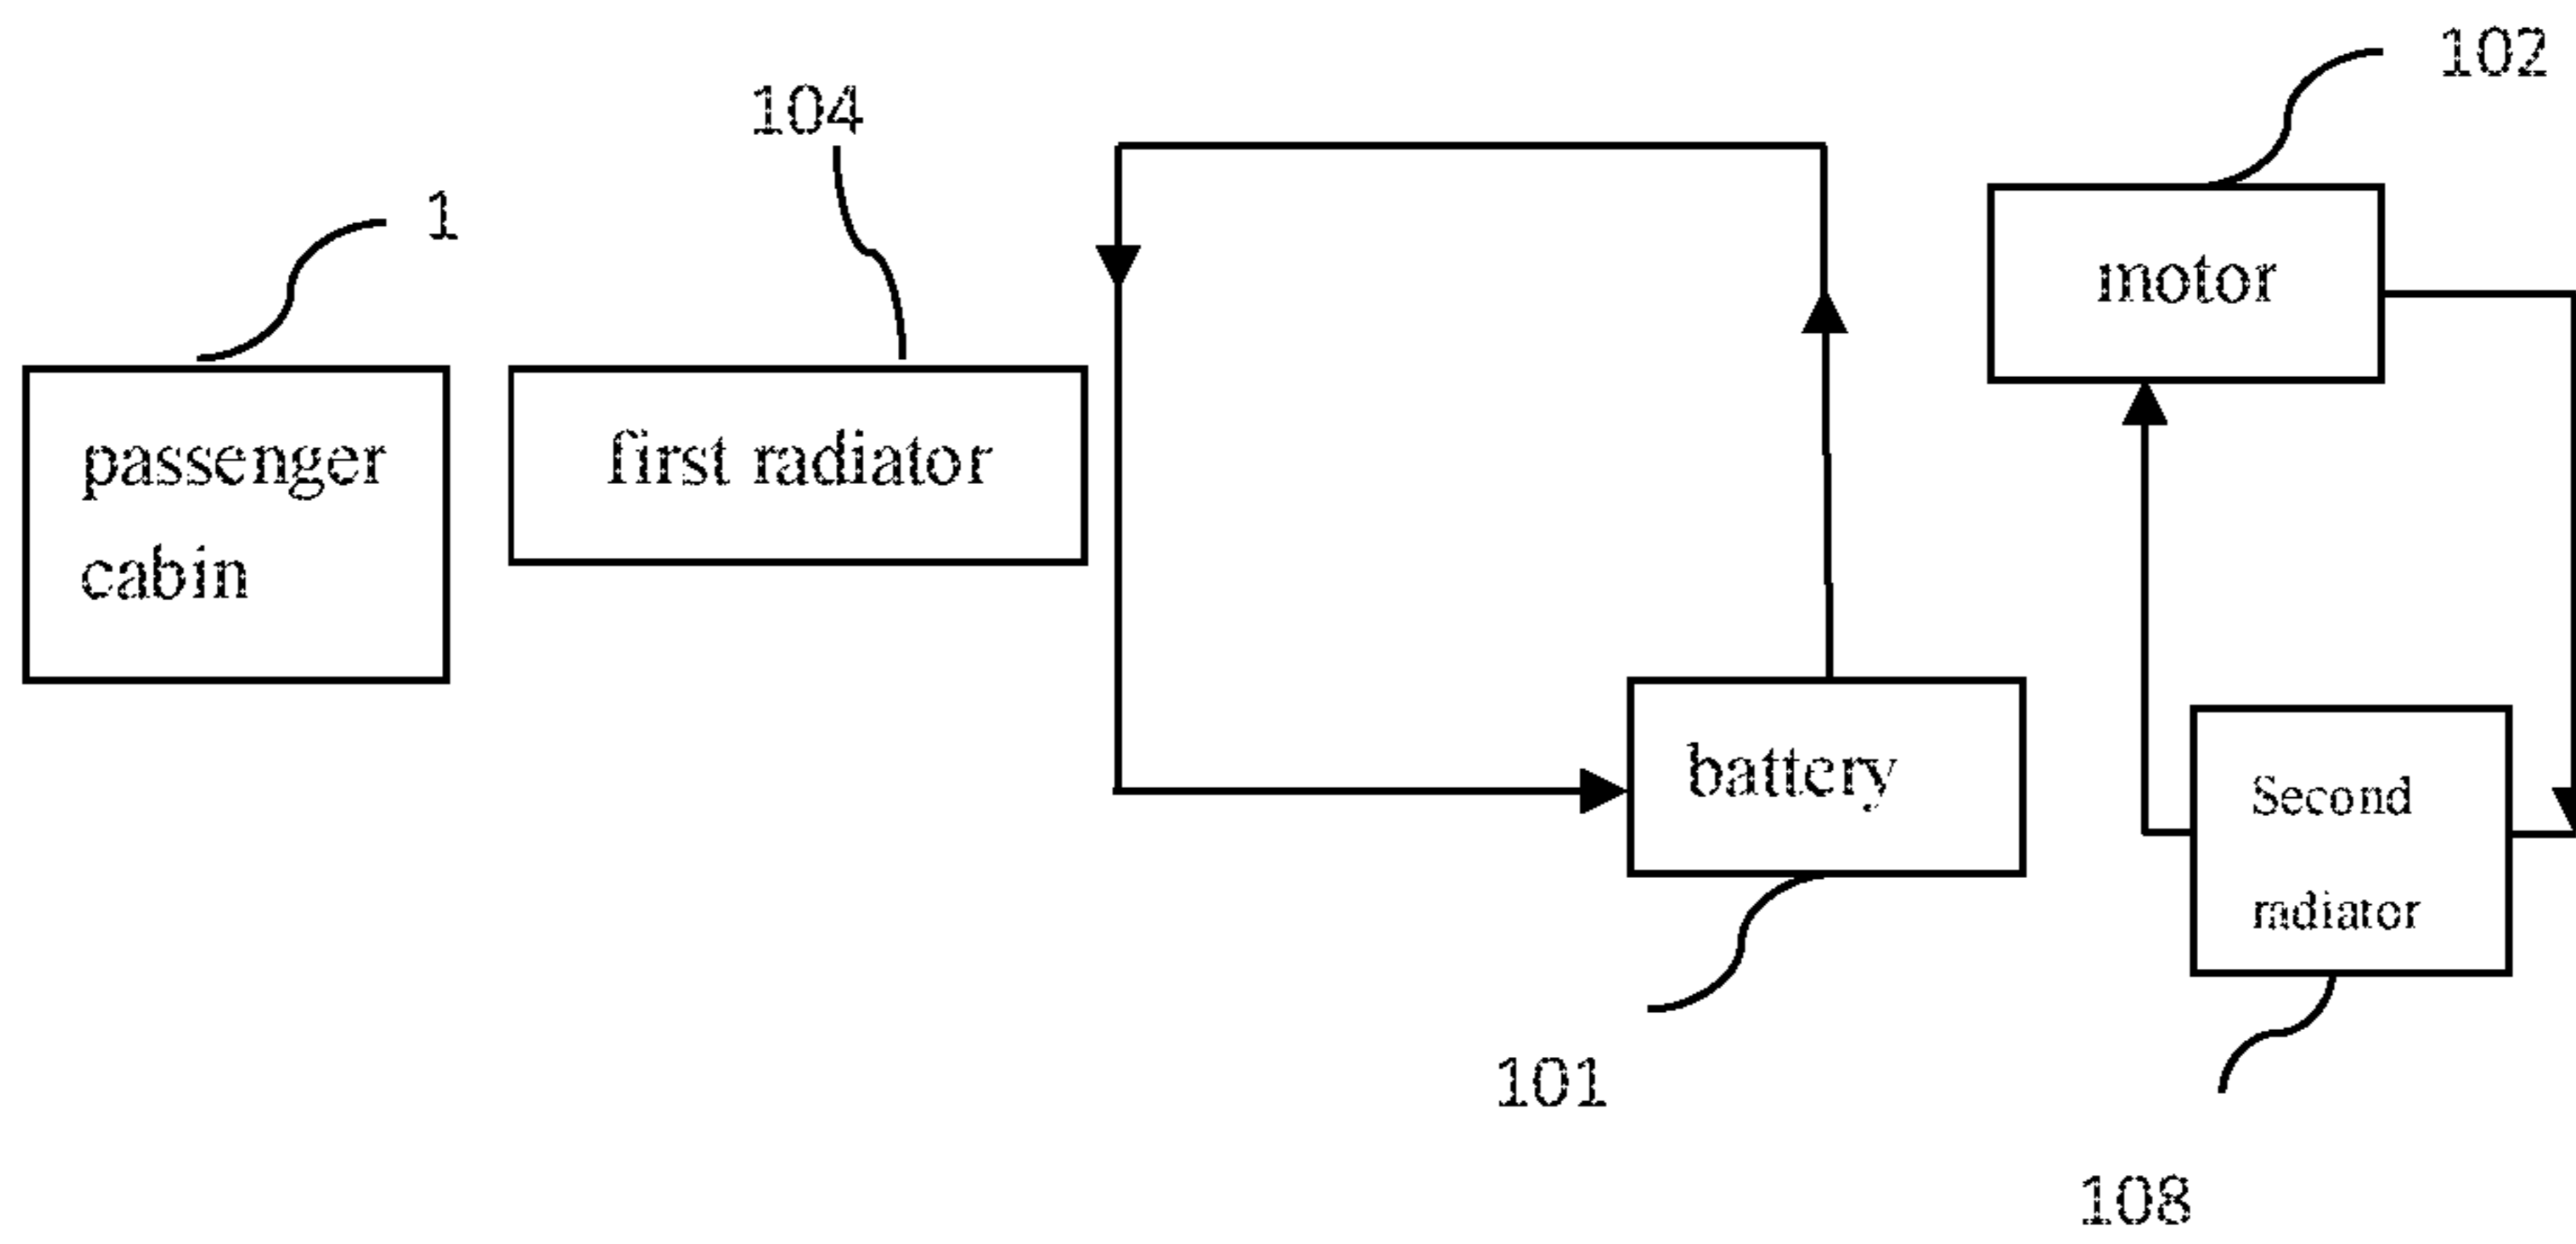 102
104
1
motor
passenger
cabin
first radiator
battery
Second
radiator
101
108